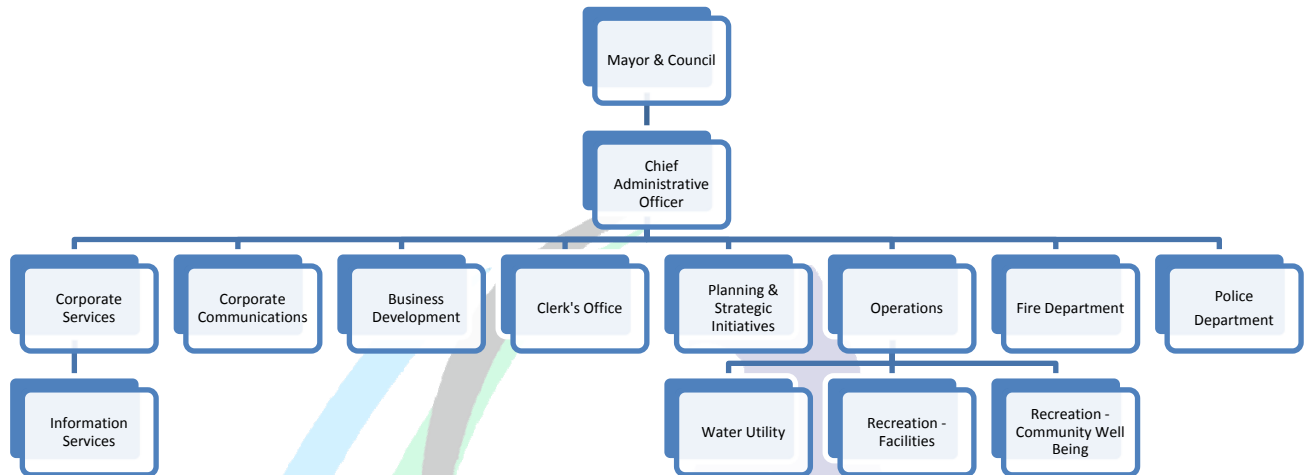 Mayor & Council
Chief
Administrative
Officer
Corporate
Services
Corporate
Communications
Business
Development
Clerk's Office
Planning &
Strategic
Initiatives
Operations
Fire Department
Police
Department
Information
Services
Water Utility
Recreation -
Facilities
Recreation -
Community Well
Being